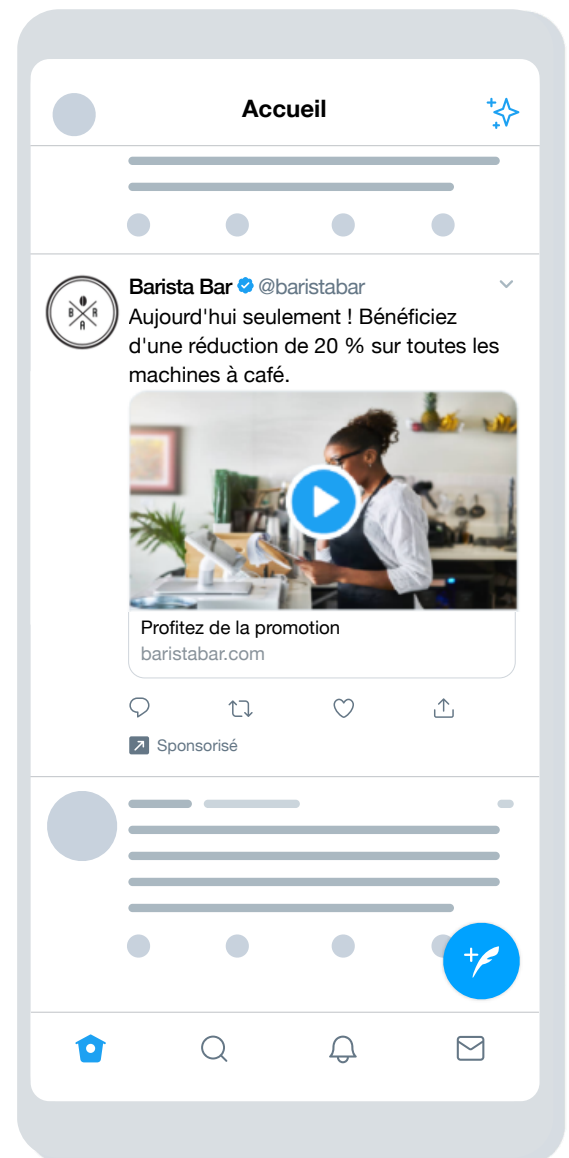 Accueil
Barista Bar @baristabar
Aujourd'hui seulement ! Bénéficiez
d'une réduction de 20 % sur toutes les
machines à café.
B A R
R
Profitez de la promotion
baristabar.com
Sponsorisé